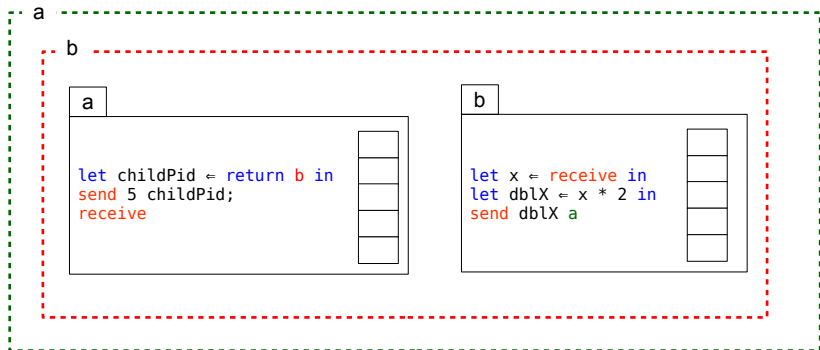 a
b
a
let childPid ⇐ return b in
send 5 childPid;
receive
b
let x ⇐ receive in
let dblX ⇐ x * 2 in
send dblX a